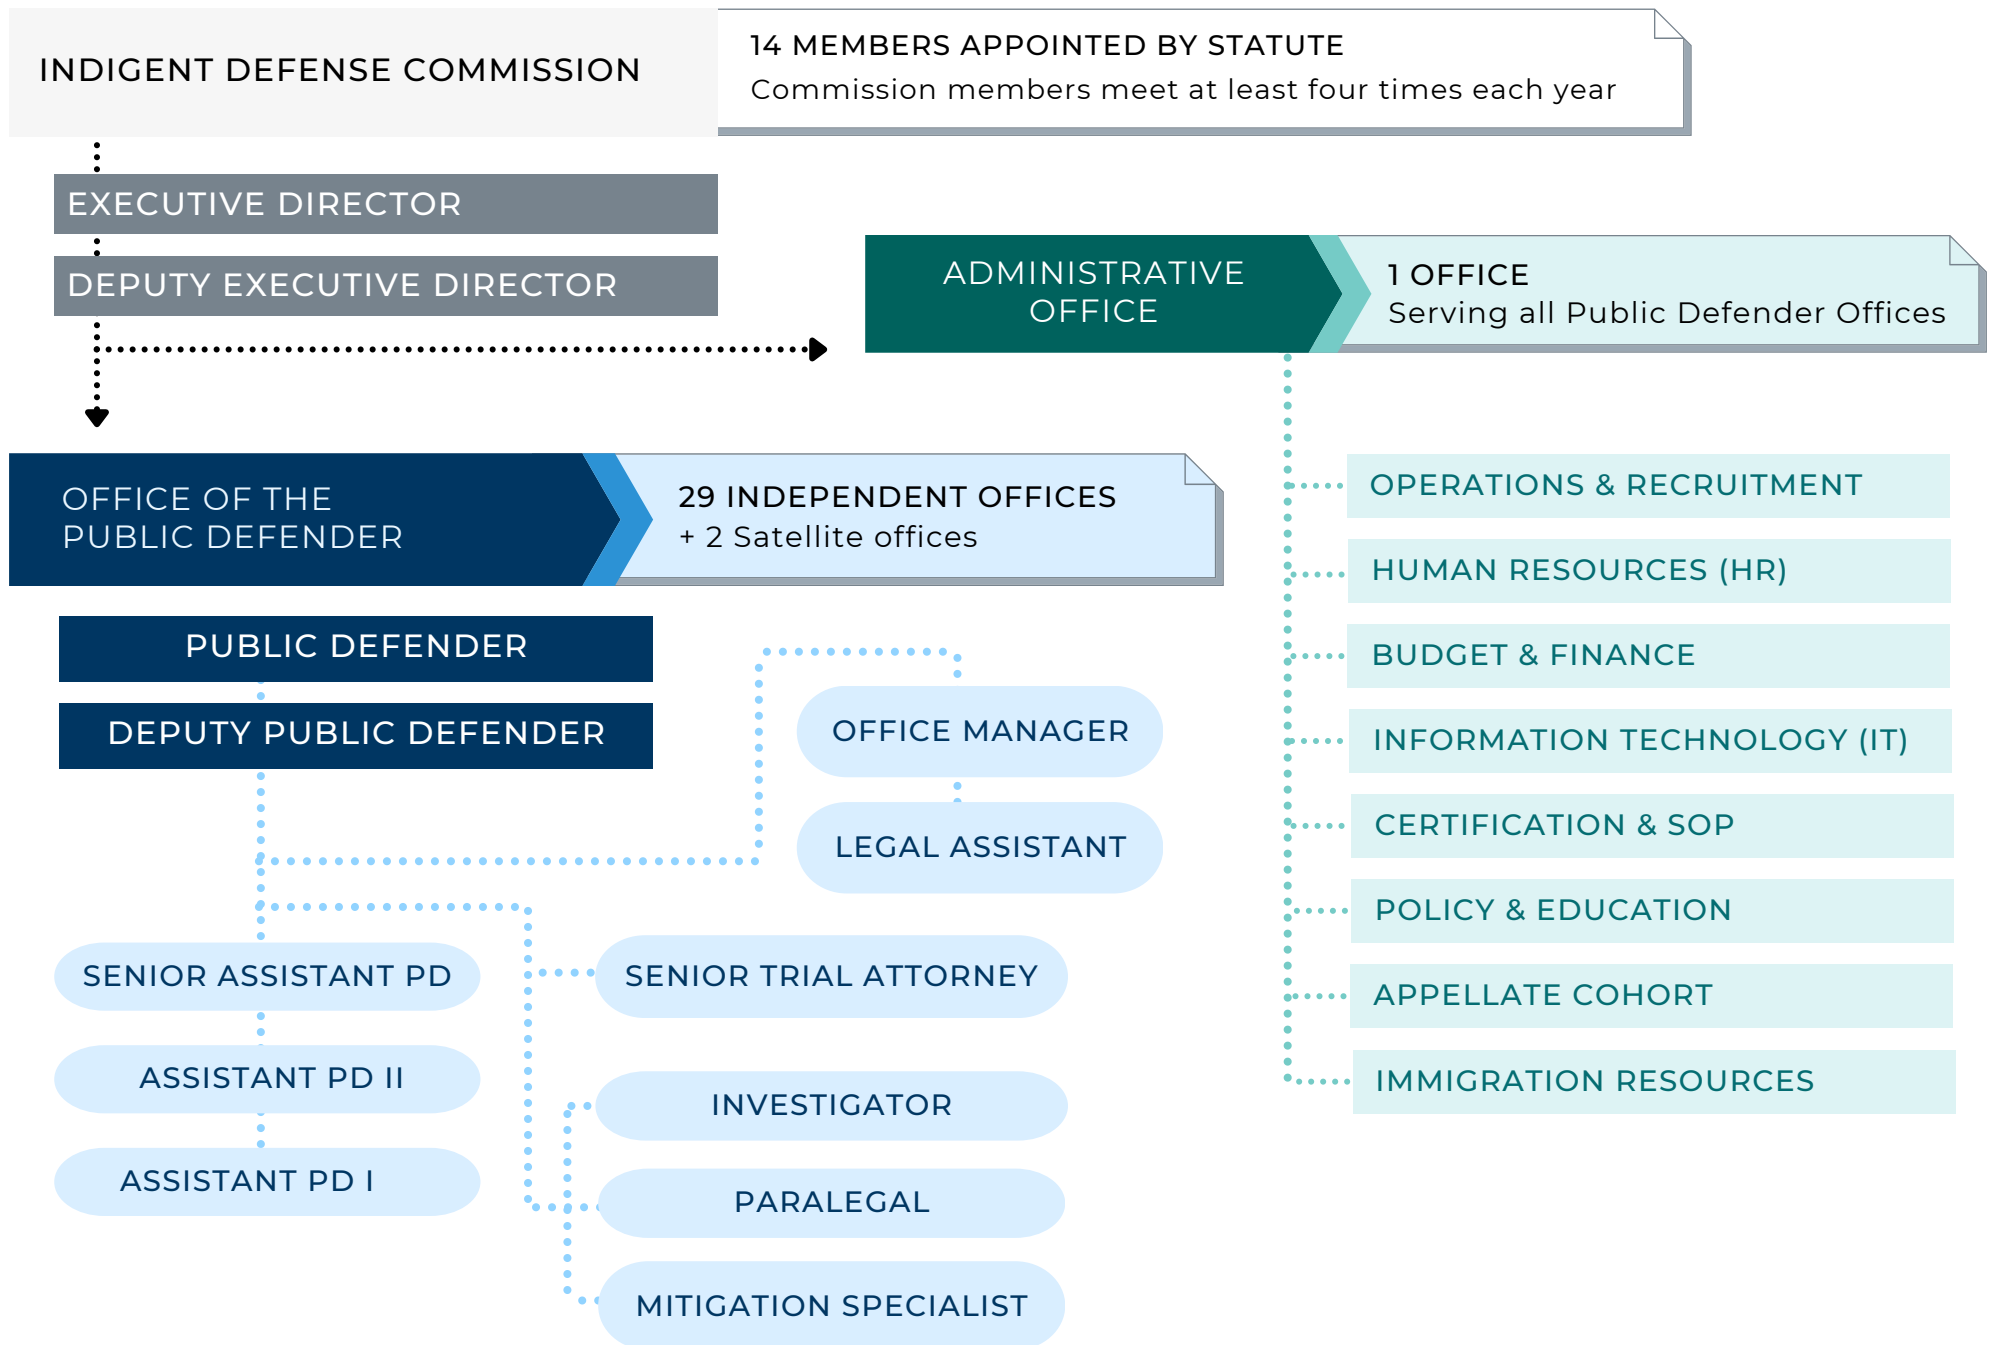 INDIGENT DEFENSE COMMISSION
14 MEMBERS APPOINTED BY STATUTE
Commission members meet at least four times each year
EXECUTIVE DIRECTOR
DEPUTY EXECUTIVE DIRECTOR
ADMINISTRATIVE
OFFICE
1 OFFICE
Serving all Public Defender Offices
OFFICE OF THE
PUBLIC DEFENDER
29 INDEPENDENT OFFICES
+ 2 Satellite offices
PUBLIC DEFENDER
DEPUTY PUBLIC DEFENDER
OFFICE MANAGER
LEGAL ASSISTANT
SENIOR ASSISTANT PD
ASSISTANT PD II
ASSISTANT PD I
SENIOR TRIAL ATTORNEY
INVESTIGATOR
PARALEGAL
MITIGATION SPECIALIST
OPERATIONS & RECRUITMENT
HUMAN RESOURCES (HR)
BUDGET & FINANCE
INFORMATION TECHNOLOGY (IT)
CERTIFICATION & SOP
POLICY & EDUCATION
APPELLATE COHORT
IMMIGRATION RESOURCES